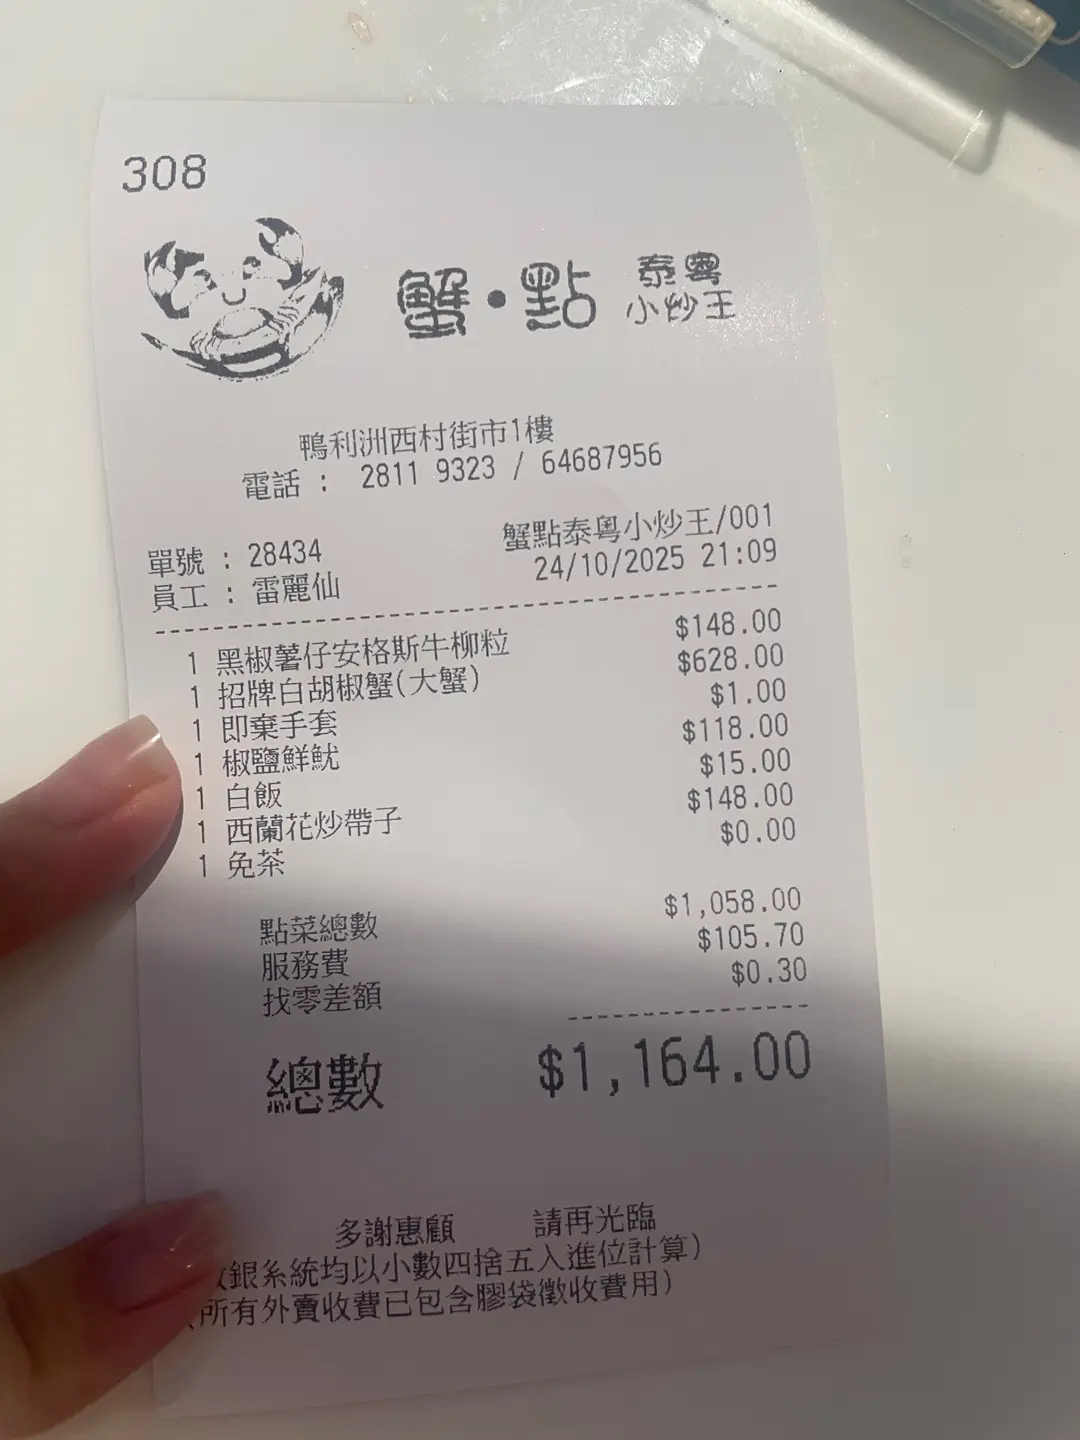 308
蟹•點 泰粵
小炒王
鴨利洲西村街市1樓
電話 : 2811 9323 / 64687956
蟹點泰粵小炒王/001
單號 : 28434
24/10/2025 21:09
員工 : 雷麗仙
1 黑椒薯仔安格斯牛柳粒 $148.00
1 招牌白胡椒蟹(大蟹) $628.00
1 即棄手套 $1.00
1 椒鹽鮮魷 $118.00
1 白飯 $15.00
1 西蘭花炒帶子 $148.00
1 免茶 $0.00
點菜總數 $1,058.00
服務費 $105.70
找零差額 $0.30
總數 $1,164.00
多謝惠顧 請再光臨
銀系統均以小數四捨五入進位計算)
(所有外賣收費已包含膠袋徵收費用)